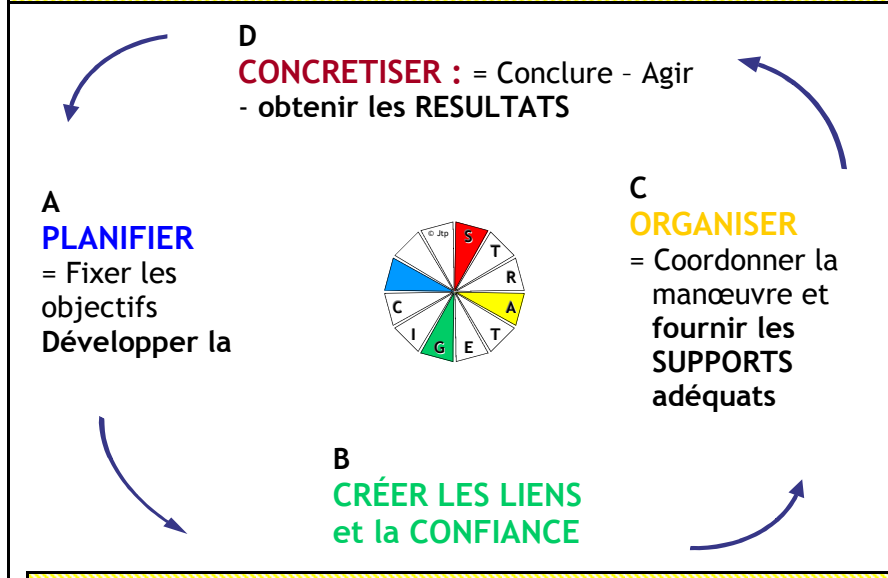 D
CONCRETISER : = Conclure – Agir
- obtenir les RESULTATS
A
PLANIFIER
= Fixer les
objectifs
Développer la
C
ORGANISER
= Coordonner la
manœuvre et
fournir les
SUPPORTS
adéquats
© Jtp
S
T
R
A
T
E
G
I
C
B
CRÉER LES LIENS
et la CONFIANCE